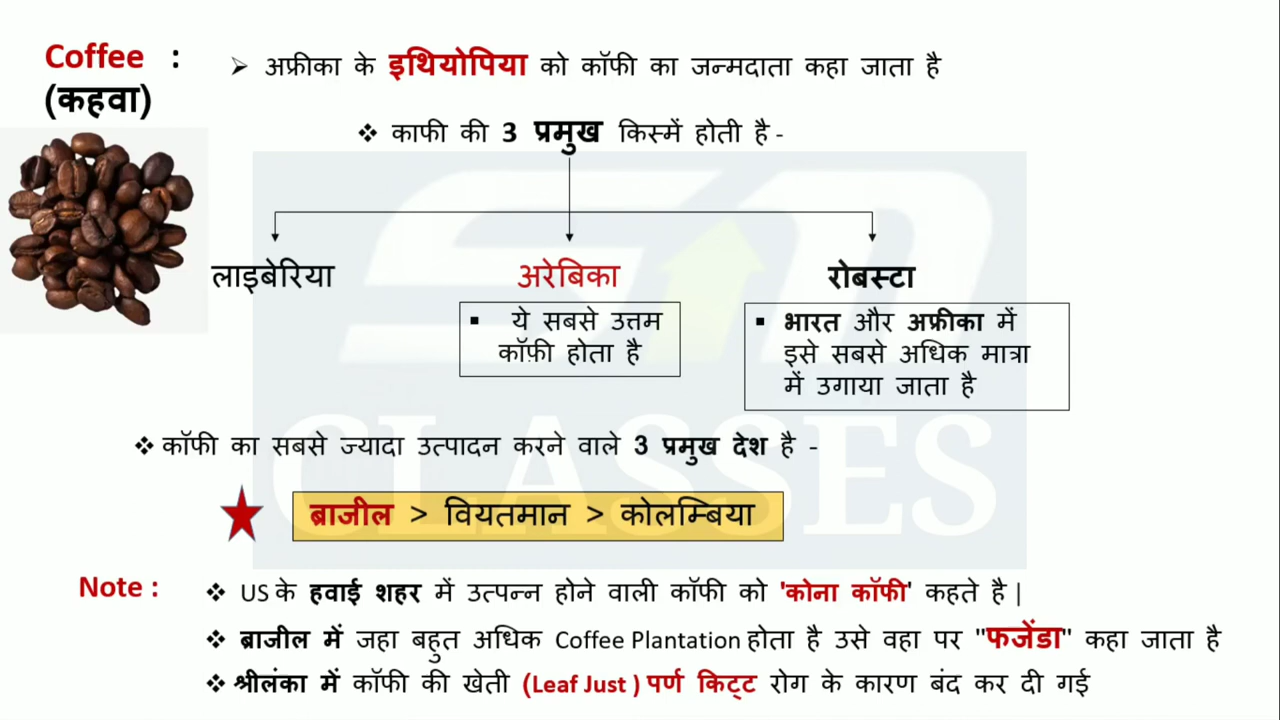 Coffee :
(कहवा)
➢ अफ्रीका के इथियोपिया को कॉफी का जन्मदाता कहा जाता है
❖ काफी की 3 प्रमुख किस्में होती है -
लाइबेरिया
अरेबिका
रोबस्टा
▪ ये सबसे उत्तम
कॉफ़ी होता है
▪ भारत और अफ्रीका में
इसे सबसे अधिक मात्रा
में उगाया जाता है
❖ कॉफी का सबसे ज्यादा उत्पादन करने वाले 3 प्रमुख देश है -
ब्राजील > वियतमान > कोलम्बिया
Note :
❖ US के हवाई शहर में उत्पन्न होने वाली कॉफी को 'कोना कॉफी' कहते है |
❖ ब्राजील में जहा बहुत अधिक Coffee Plantation होता है उसे वहा पर "फजेंडा" कहा जाता है
❖ श्रीलंका में कॉफी की खेती (Leaf Just ) पर्ण किट्ट रोग के कारण बंद कर दी गई
SM
CLASSES